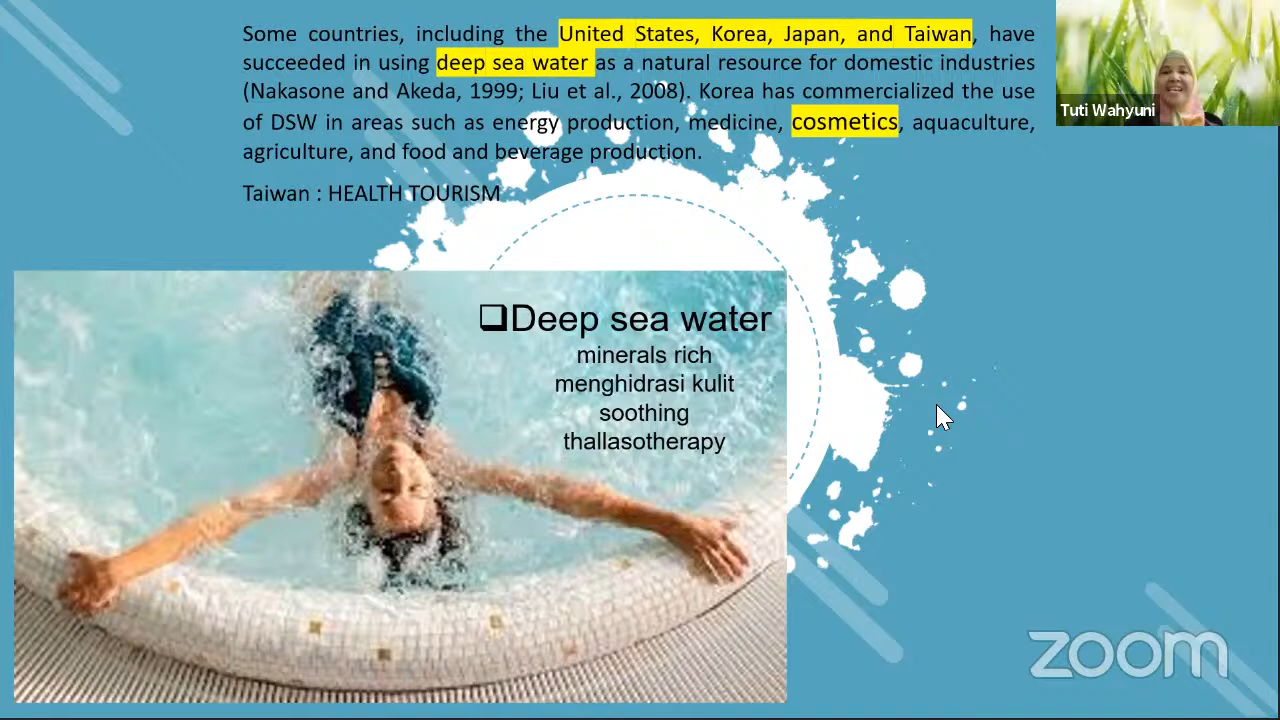 Some countries, including the United States, Korea, Japan, and Taiwan, have
succeeded in using deep sea water as a natural resource for domestic industries
(Nakasone and Akeda, 1999; Liu et al., 2008). Korea has commercialized the use
of DSW in areas such as energy production, medicine, cosmetics, aquaculture,
agriculture, and food and beverage production.
Taiwan : HEALTH TOURISM
Tuti Wahyuni
❑Deep sea water
minerals rich
menghidrasi kulit
soothing
thallasotherapy
zoom